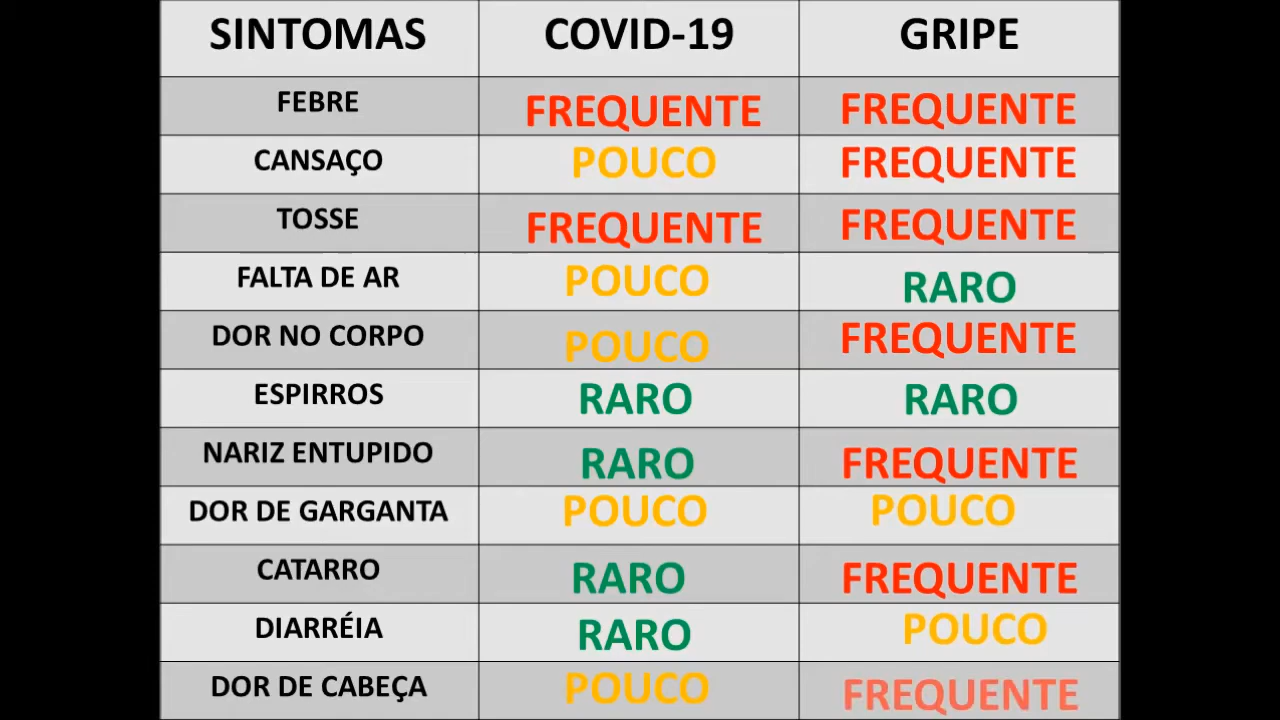 SINTOMAS COVID-19 GRIPE
FEBRE FREQUENTE FREQUENTE
CANSAÇO POUCO FREQUENTE
TOSSE FREQUENTE FREQUENTE
FALTA DE AR POUCO RARO
DOR NO CORPO POUCO FREQUENTE
ESPIRROS RARO RARO
NARIZ ENTUPIDO RARO FREQUENTE
DOR DE GARGANTA POUCO POUCO
CATARRO RARO FREQUENTE
DIARRÉIA RARO POUCO
DOR DE CABEÇA POUCO FREQUENTE